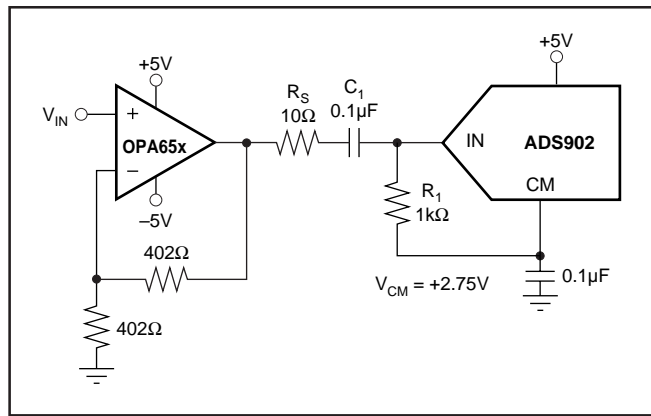 +5V
V_IN
+
–
OPA65x
–5V
R_S
10Ω
C_1
0.1µF
+5V
IN
ADS902
CM
R_1
1kΩ
402Ω
402Ω
V_CM = +2.75V
0.1µF